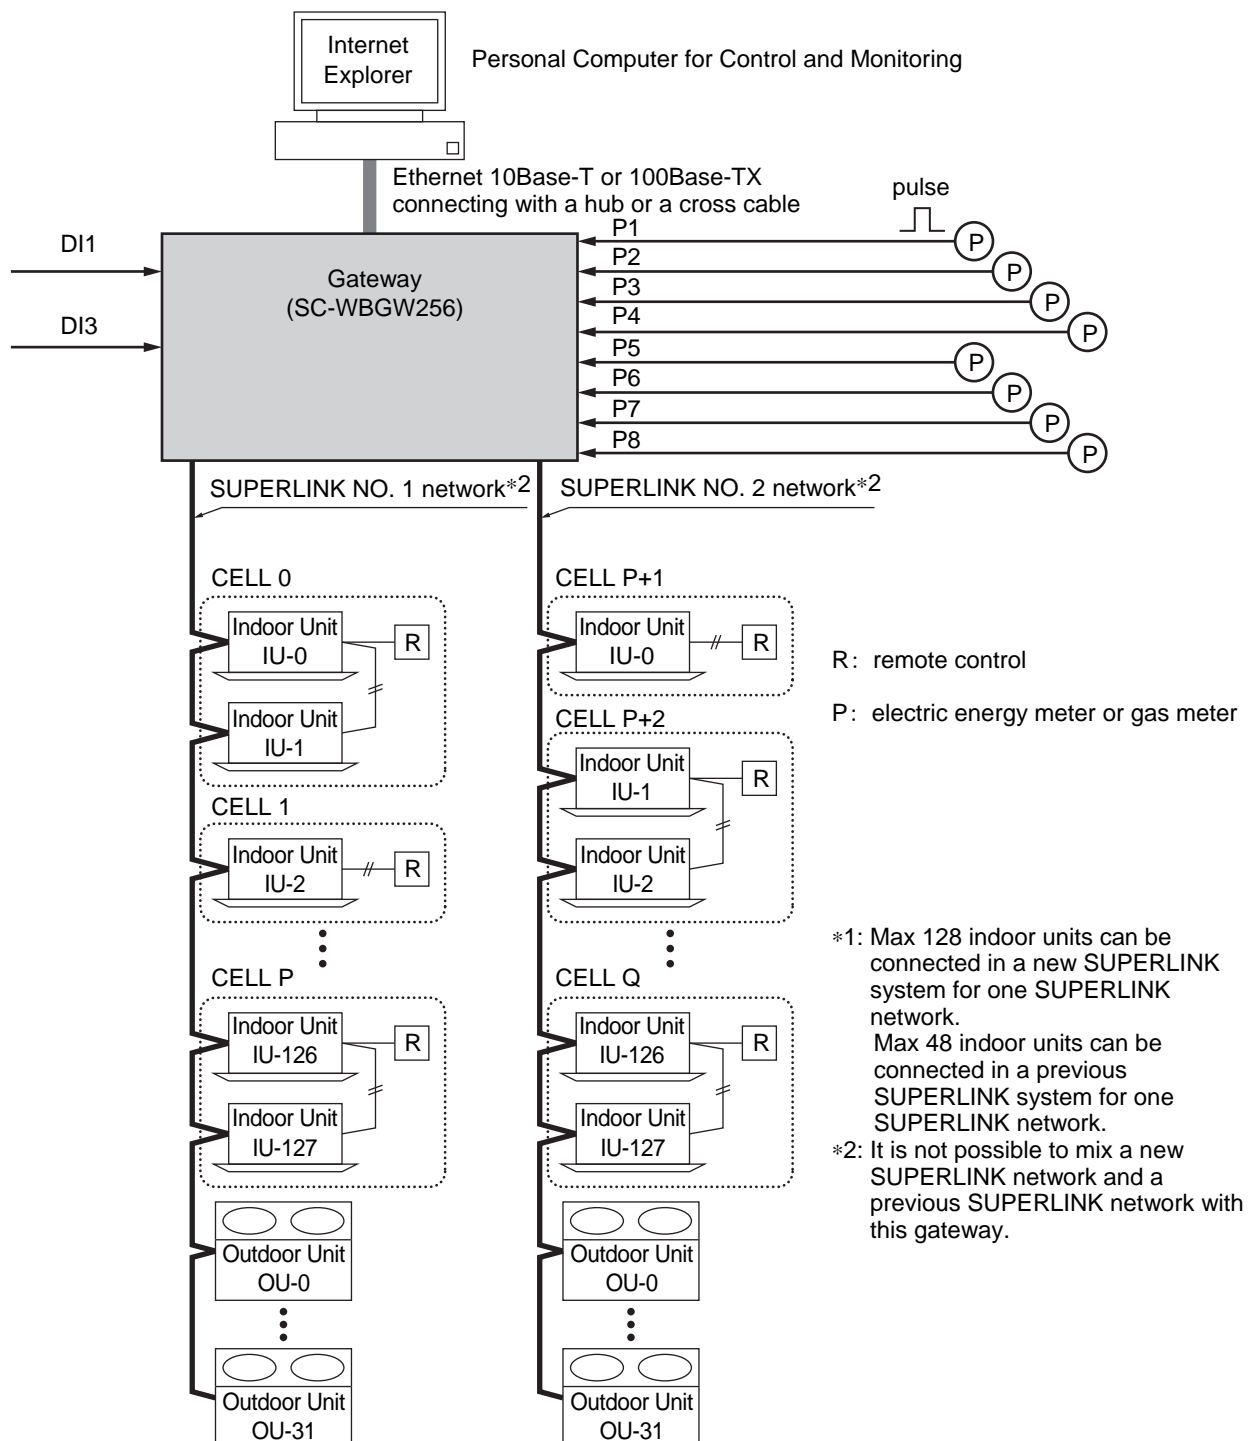 Internet
Explorer
Personal Computer for Control and Monitoring
Ethernet 10Base-T or 100Base-TX
connecting with a hub or a cross cable
pulse
DI1
DI3
Gateway
(SC-WBGW256)
P1
P
P2
P
P3
P
P4
P
P5
P
P6
P
P7
P
P8
P
SUPERLINK NO. 1 network*2
SUPERLINK NO. 2 network*2
CELL 0
Indoor Unit
IU-0
R
Indoor Unit
IU-1
CELL 1
Indoor Unit
IU-2
R
CELL P
Indoor Unit
IU-126
R
Indoor Unit
IU-127
Outdoor Unit
OU-0
Outdoor Unit
OU-31
CELL P+1
Indoor Unit
IU-0
R
CELL P+2
Indoor Unit
IU-1
R
Indoor Unit
IU-2
CELL Q
Indoor Unit
IU-126
R
Indoor Unit
IU-127
Outdoor Unit
OU-0
Outdoor Unit
OU-31
R: remote control
P: electric energy meter or gas meter
*1: Max 128 indoor units can be
connected in a new SUPERLINK
system for one SUPERLINK
network.
Max 48 indoor units can be
connected in a previous
SUPERLINK system for one
SUPERLINK network.
*2: It is not possible to mix a new
SUPERLINK network and a
previous SUPERLINK network with
this gateway.